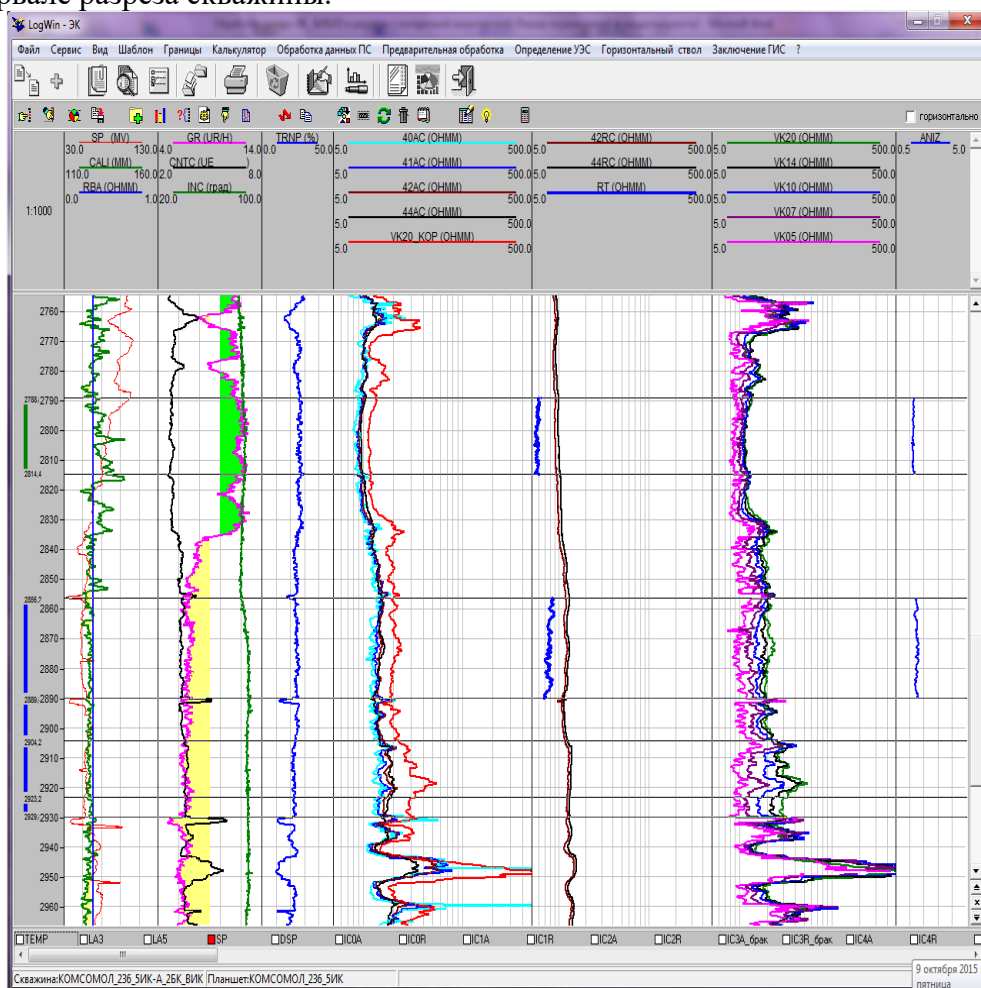 рвале разреза скважины.
LogWin - ЭК
Файл Сервис Вид Шаблон Границы Калькулятор Обработка данных ПС Предварительная обработка Определение УЭС Горизонтальный ствол Заключение ГИС ?
горизонтально
SP (MV) GR (UR/H) TRNP (%) 40AC (OHMM) 42RC (OHMM) VK20 (OHMM) ANIZ
30.0 130.0 4.0 14.0 0.0 50.0 5.0 500.0 5.0 500.0 5.0 500.0 0.5 5.0
CALI (MM) CNTC (UE ) 41AC (OHMM) 44RC (OHMM) VK14 (OHMM)
110.0 160.0 2.0 8.0 5.0 500.0 5.0 500.0 5.0 500.0
RBA (OHMM) INC (град) 42AC (OHMM) RT (OHMM) VK10 (OHMM)
0.0 1.0 20.0 100.0 5.0 500.0 5.0 500.0 5.0 500.0
1:1000
44AC (OHMM) VK07 (OHMM)
5.0 500.0 5.0 500.0
VK20_KOP (OHMM) VK05 (OHMM)
5.0 500.0 5.0 500.0
2760
2770
2780
2790
2800
2810
2814,4
2820
2830
2840
2850
2860
2870
2880
2890
2900
2904,2
2910
2920
2923,2
2930
2940
2950
2960
TEMP LA3 LA5 SP DSP IC0A IC0R IC1A IC1R IC2A IC2R IC3A_брак IC3R_брак IC4A IC4R
Скважина:КОМСОМОЛ_236_5ИК-А_2БК_ВИК Планшет:КОМСОМОЛ_236_5ИК
9 октября 2015
пятница